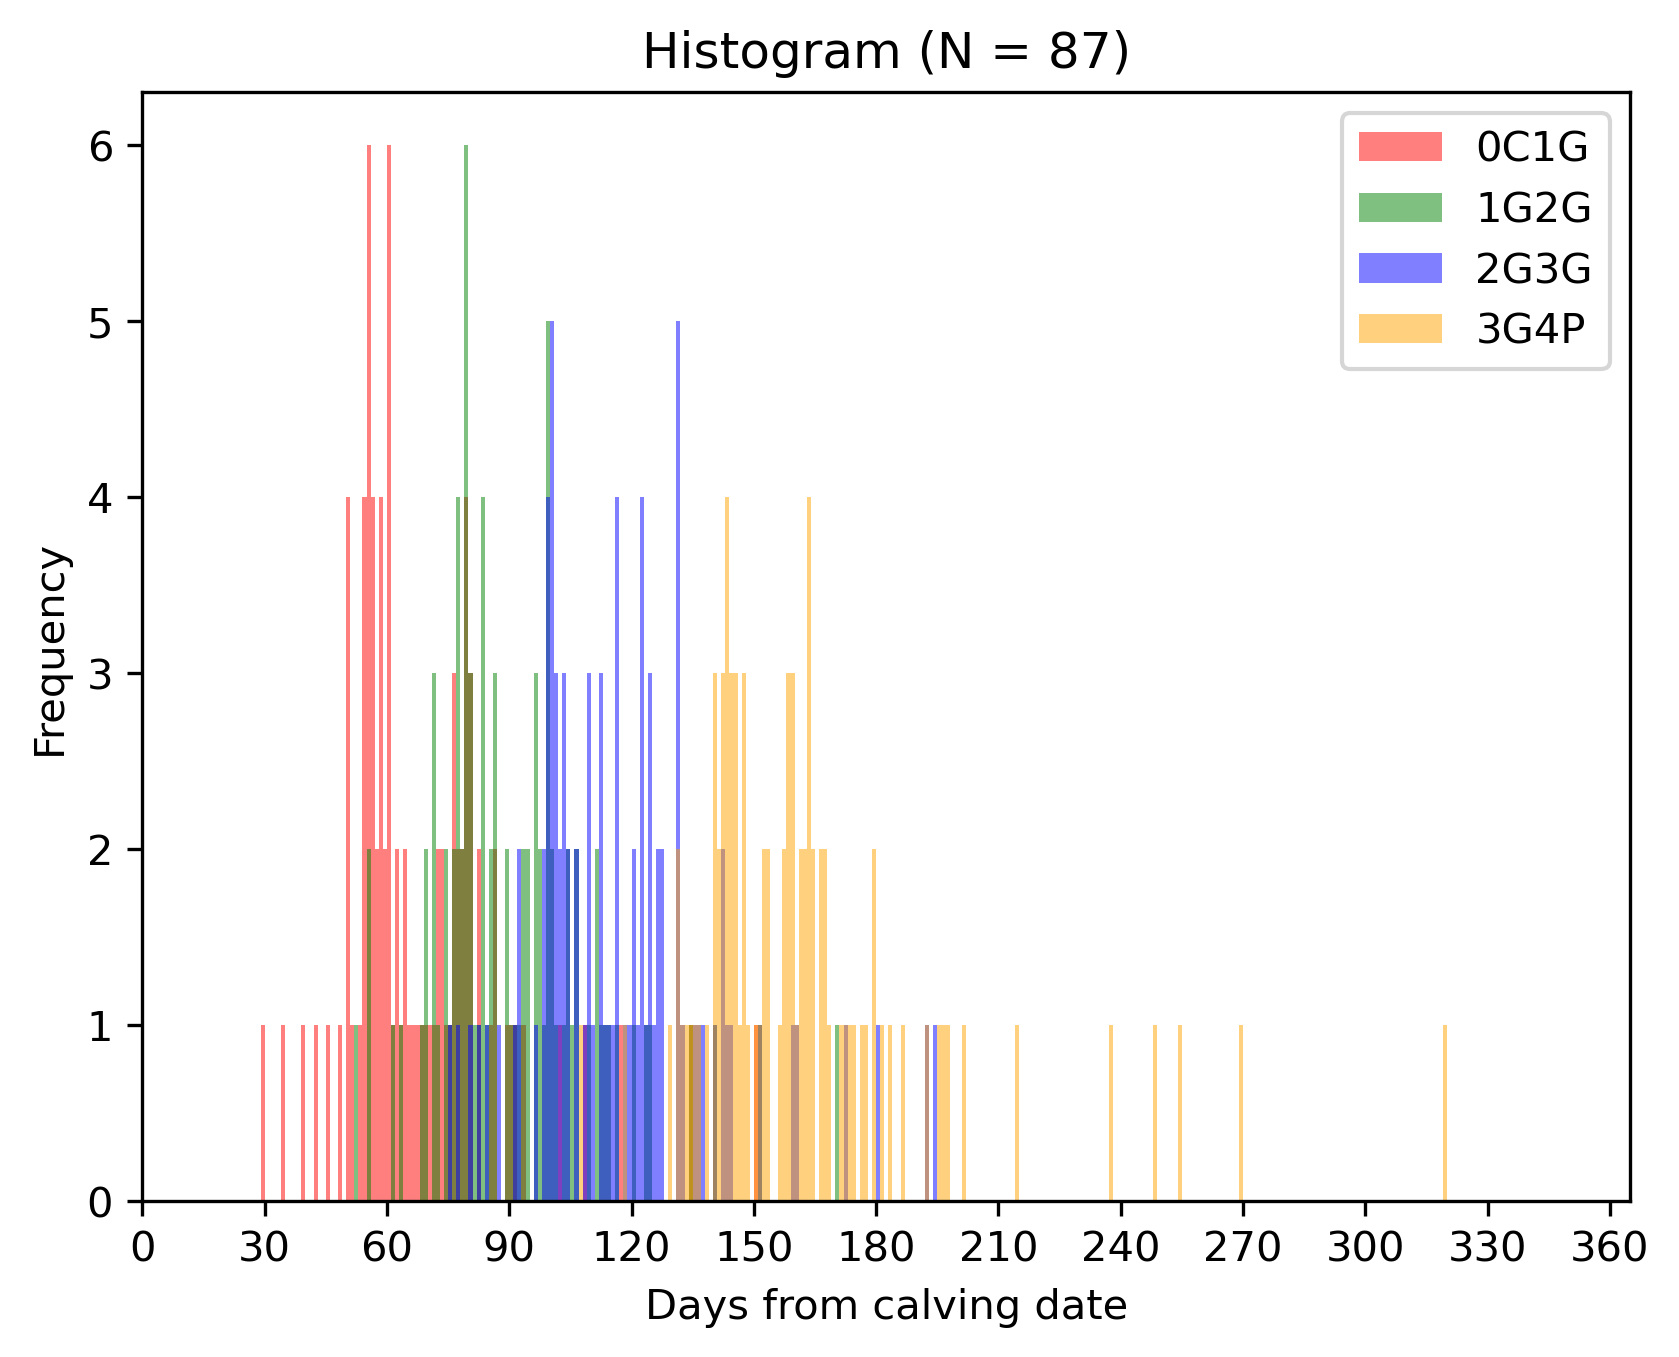 Histogram (N = 87)
0C1G
1G2G
2G3G
3G4P
Frequency
6
5
4
3
2
1
0
0 30 60 90 120 150 180 210 240 270 300 330 360
Days from calving date